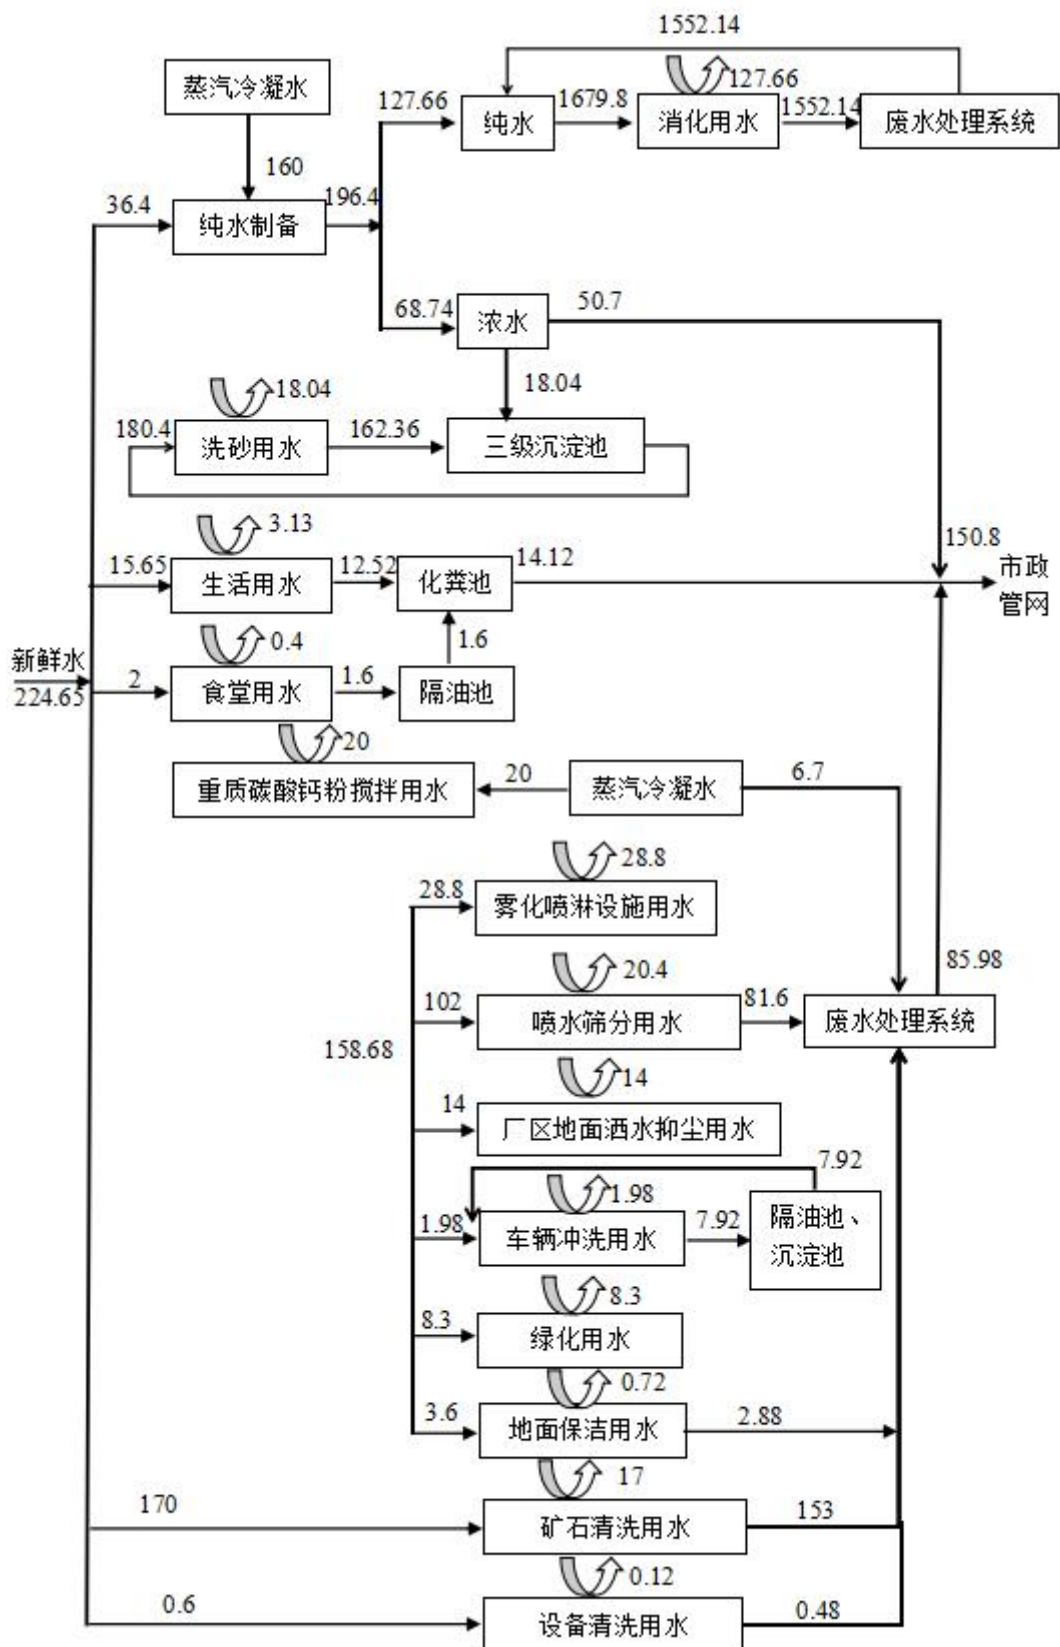 1552.14
蒸汽冷凝水
127.66
127.66
纯水
1679.8
消化用水
1552.14
废水处理系统
160
36.4
纯水制备
196.4
68.74
浓水
50.7
18.04
18.04
180.4
洗砂用水
162.36
三级沉淀池
3.13
15.65
生活用水
12.52
化粪池
14.12
150.8
市政
管网
0.4
1.6
新鲜水
224.65
2
食堂用水
1.6
隔油池
20
重质碳酸钙粉搅拌用水
20
蒸汽冷凝水
6.7
28.8
28.8
雾化喷淋设施用水
20.4
102
喷水筛分用水
81.6
废水处理系统
85.98
158.68
14
14
厂区地面洒水抑尘用水
7.92
1.98
1.98
车辆冲洗用水
7.92
隔油池、
沉淀池
8.3
8.3
绿化用水
0.72
3.6
地面保洁用水
2.88
17
170
矿石清洗用水
153
0.12
0.6
设备清洗用水
0.48